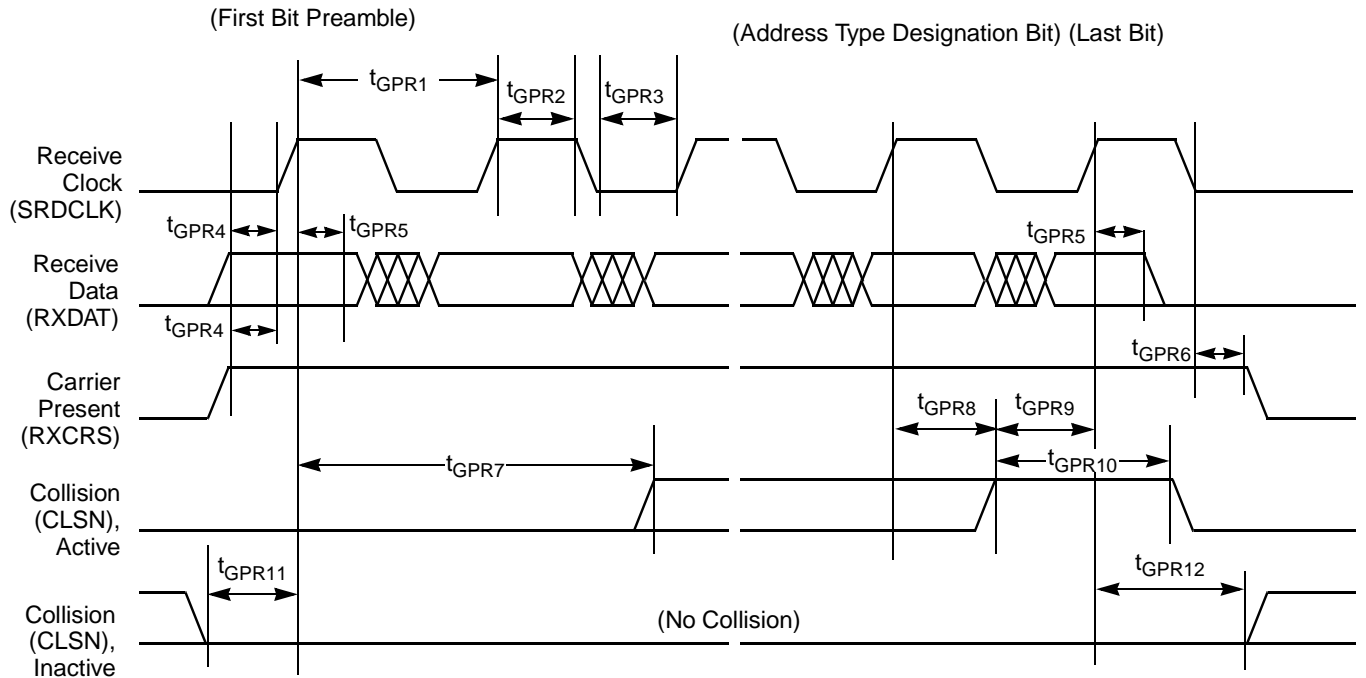 (First Bit Preamble)
(Address Type Designation Bit) (Last Bit)
tGPR1
tGPR2
tGPR3
Receive
Clock
(SRDCLK)
tGPR4
tGPR5
tGPR5
Receive
Data
(RXDAT)
tGPR4
tGPR6
Carrier
Present
(RXCRS)
tGPR8
tGPR9
tGPR7
tGPR10
Collision
(CLSN),
Active
tGPR11
tGPR12
Collision
(CLSN),
Inactive
(No Collision)